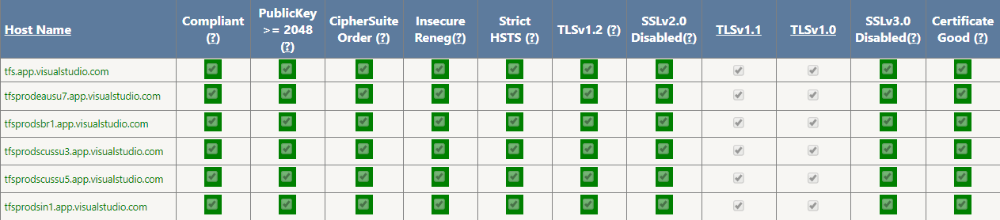 Host Name
Compliant
(?)
PublicKey
>= 2048
(?)
CipherSuite
Order (?)
Insecure
Reneg(?)
Strict
HSTS (?)
TLSv1.2 (?)
SSLv2.0
Disabled(?)
TLSv1.1
TLSv1.0
SSLv3.0
Disabled(?)
Certificate
Good (?)
tfs.app.visualstudio.com
tfsprodeausu7.app.visualstudio.com
tfsprodsbr1.app.visualstudio.com
tfsprodscussu3.app.visualstudio.com
tfsprodscussu5.app.visualstudio.com
tfsprodsin1.app.visualstudio.com